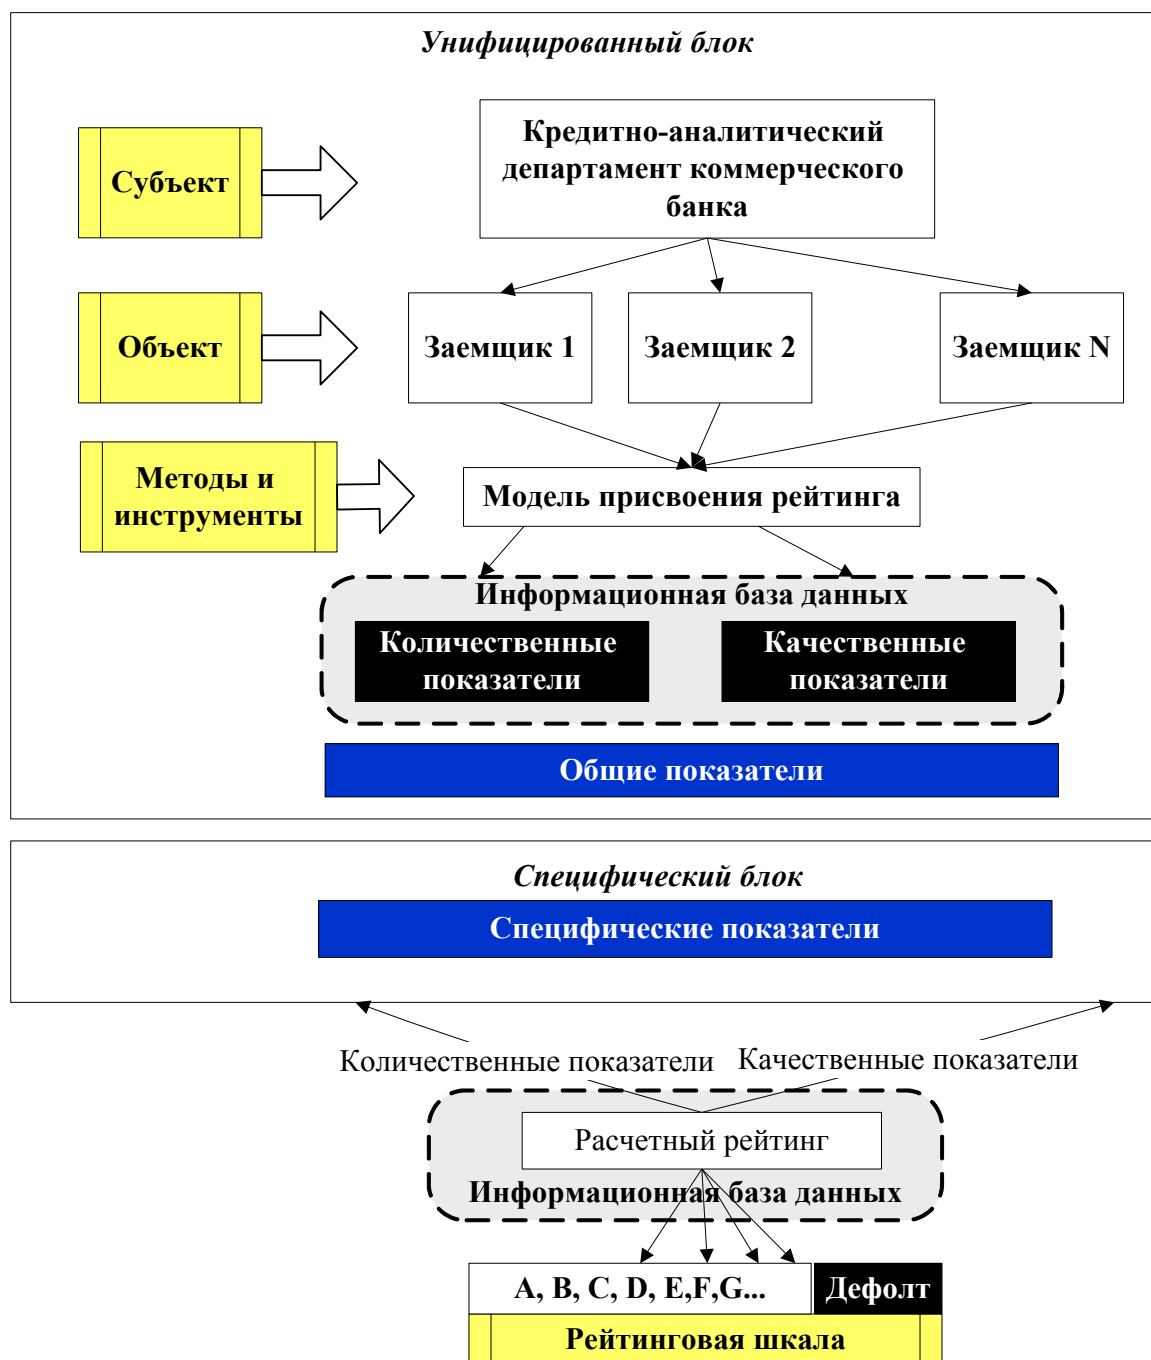 Унифицированный блок
Субъект
Кредитно-аналитический
департамент коммерческого
банка
Объект
Заемщик 1
Заемщик 2
Заемщик N
Методы и
инструменты
Модель присвоения рейтинга
Информационная база данных
Количественные
показатели
Качественные
показатели
Общие показатели
Специфический блок
Специфические показатели
Количественные показатели
Качественные показатели
Расчетный рейтинг
Информационная база данных
A, B, C, D, E,F,G...
Дефолт
Рейтинговая шкала